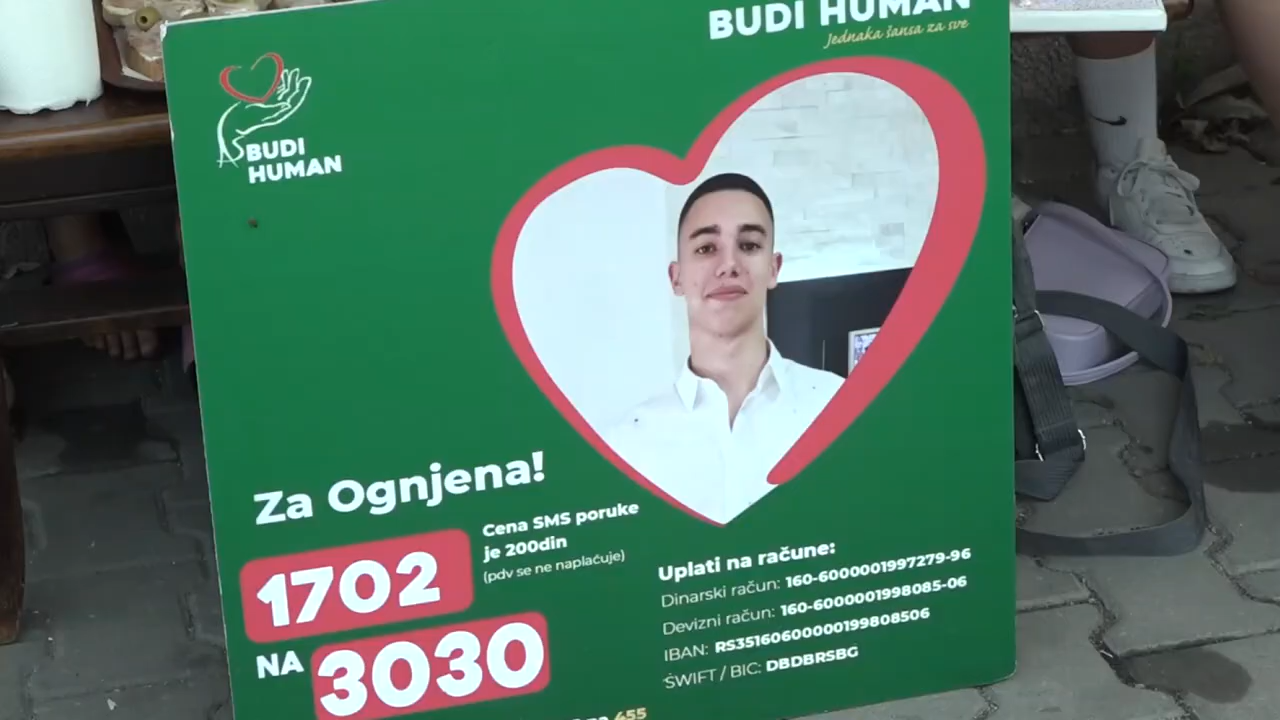 BUDI HUMAN
Jednaka šansa za sve
BUDI
HUMAN
Za Ognjena!
1702
NA 3030
Cena SMS poruke
je 200din
(pdv se ne naplaćuje)
Uplati na račune:
Dinarski račun: 160-6000001997279-96
Devizni račun: 160-6000001998085-06
IBAN: RS35160600000199808506
SWIFT / BIC: DBDBRSBG
455